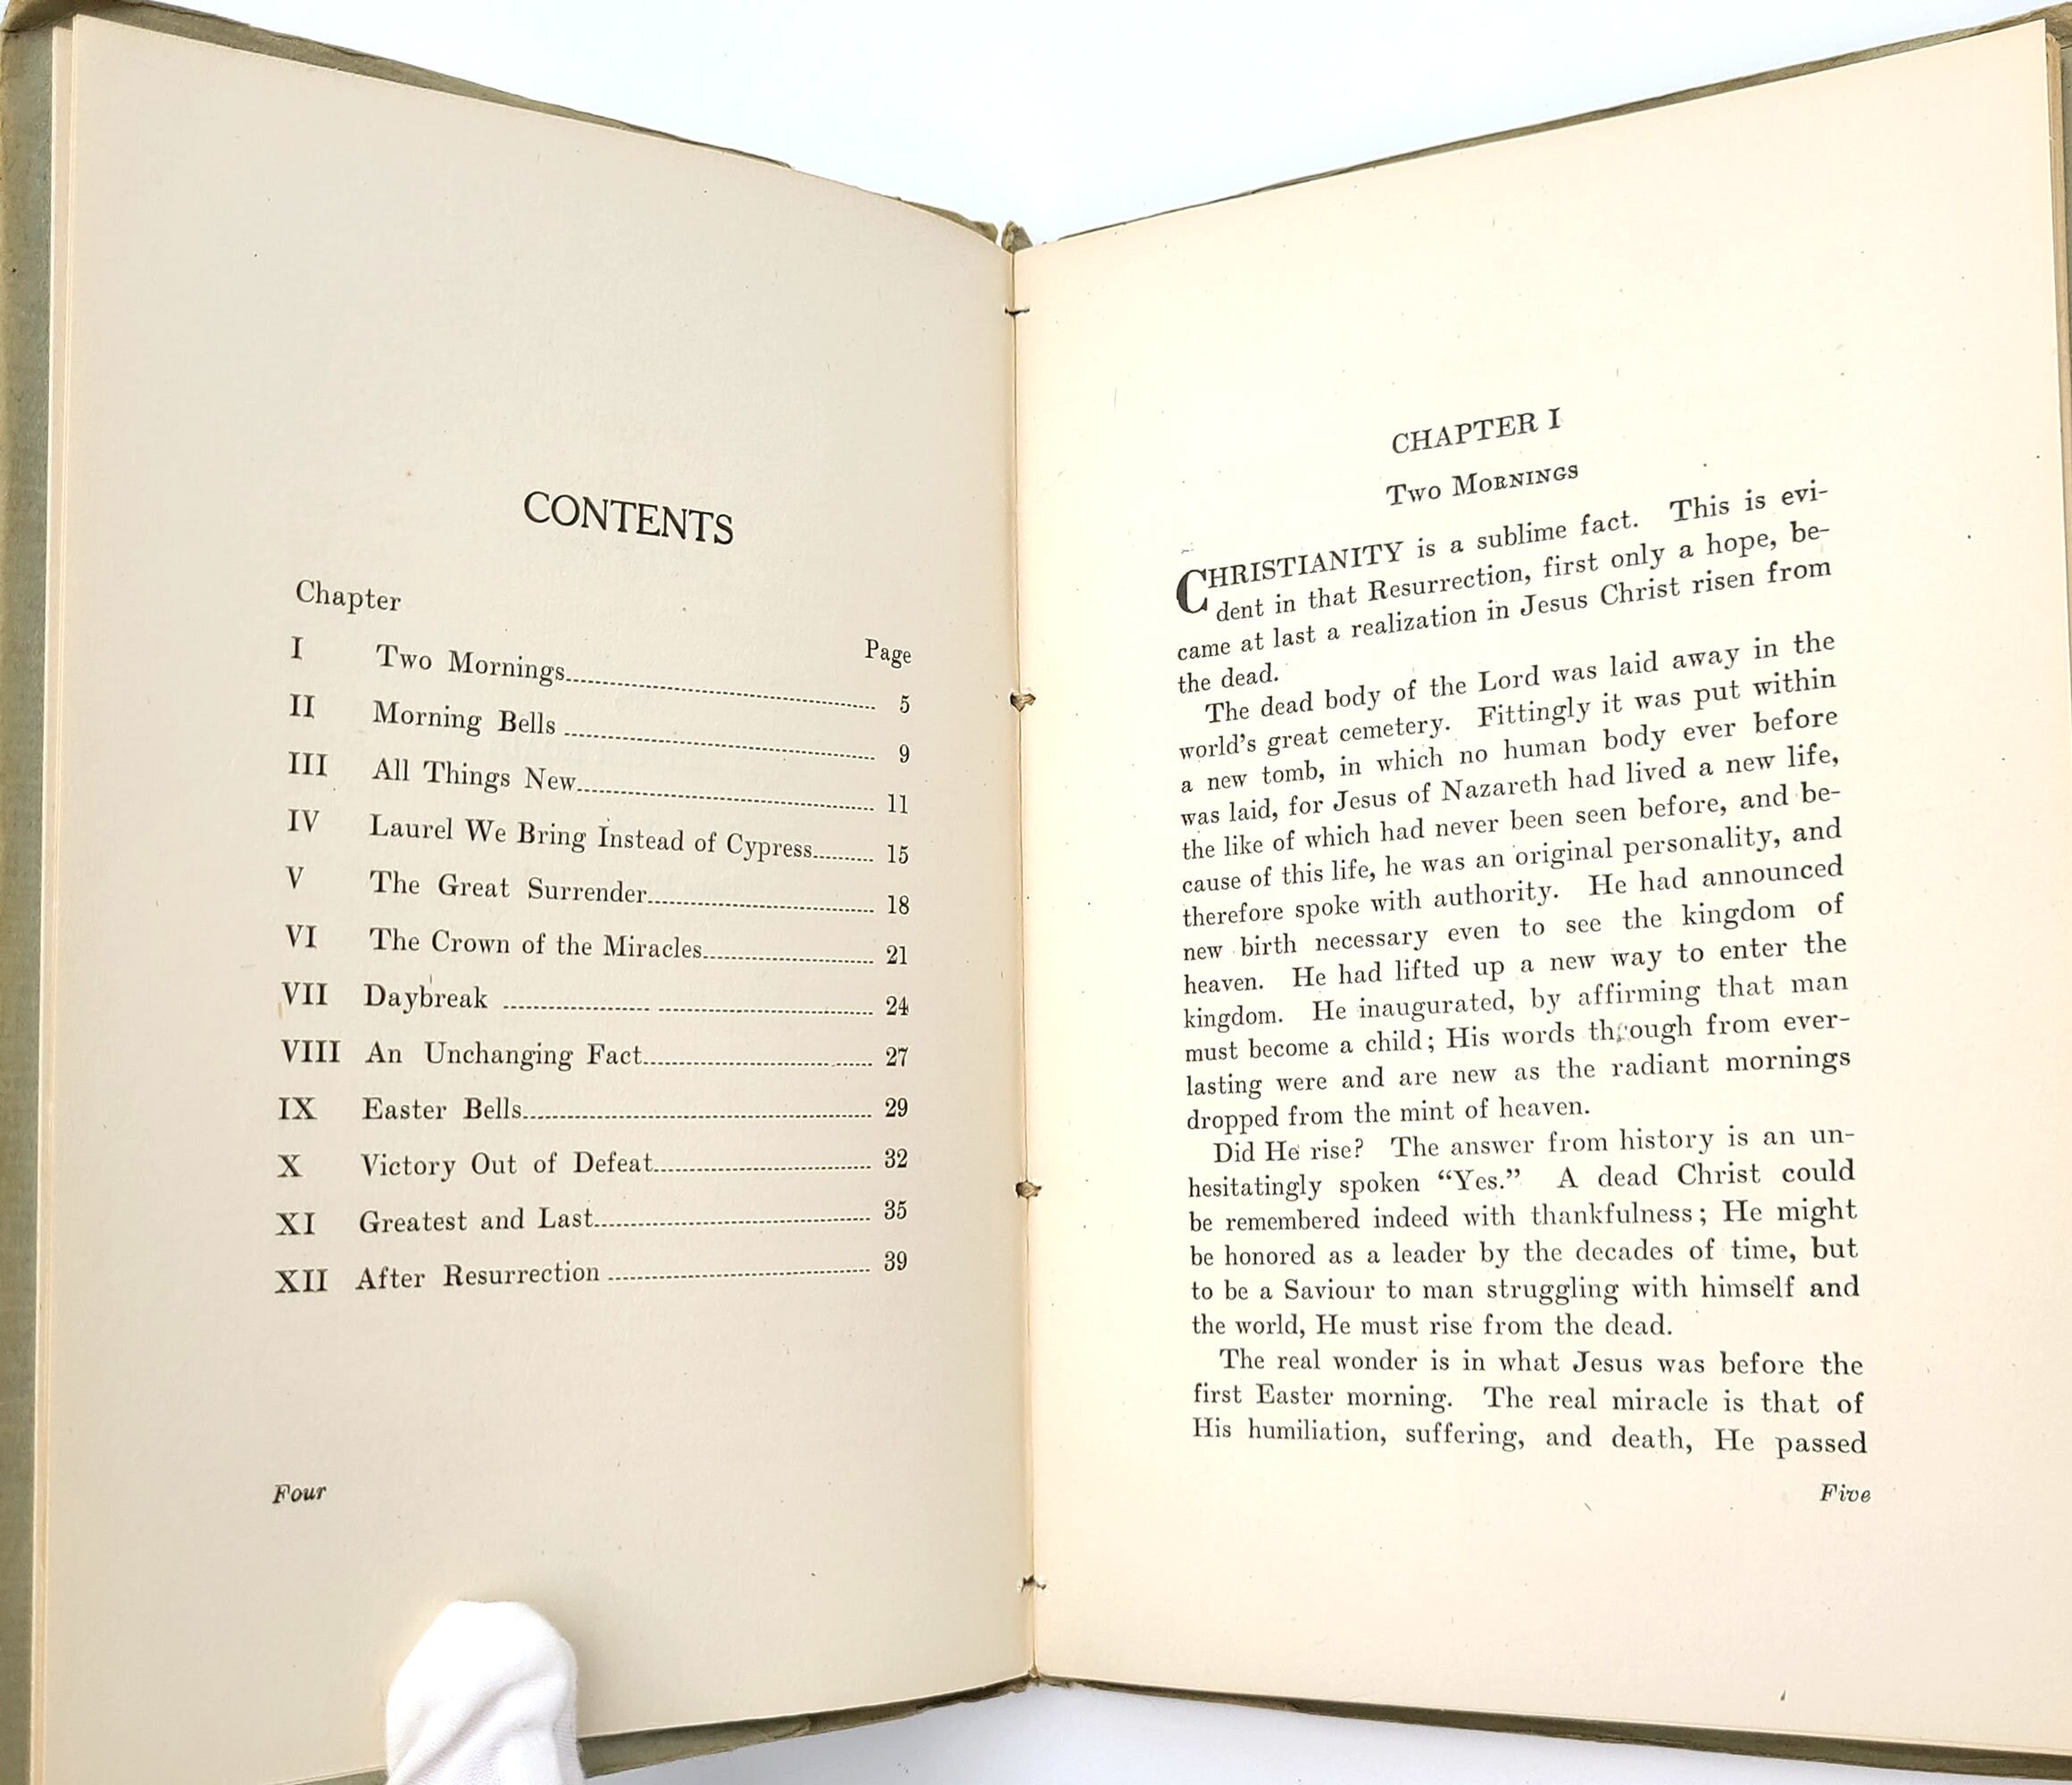 CONTENTS
Chapter
Page
I Two Mornings 5
II Morning Bells 9
III All Things New 11
IV Laurel We Bring Instead of Cypress 15
V The Great Surrender 18
VI The Crown of the Miracles 21
VII Daybreak 24
VIII An Unchanging Fact 27
IX Easter Bells 29
X Victory Out of Defeat 32
XI Greatest and Last 35
XII After Resurrection 39
Four
CHAPTER I
Two Mornings
CHRISTIANITY is a sublime fact. This is evi-
dent in that Resurrection, first only a hope, be-
came at last a realization in Jesus Christ risen from
the dead.
The dead body of the Lord was laid away in the
world's great cemetery. Fittingly it was put within
a new tomb, in which no human body ever before
was laid, for Jesus of Nazareth had lived a new life,
the like of which had never been seen before, and be-
cause of this life, he was an original personality, and
therefore spoke with authority. He had announced
new birth necessary even to see the kingdom of
heaven. He had lifted up a new way to enter the
kingdom. He inaugurated, by affirming that man
must become a child; His words through from ever-
lasting were and are new as the radiant mornings
dropped from the mint of heaven.
Did He rise? The answer from history is an un-
hesitatingly spoken “Yes.” A dead Christ could
be remembered indeed with thankfulness; He might
be honored as a leader by the decades of time, but
to be a Saviour to man struggling with himself and
the world, He must rise from the dead.
The real wonder is in what Jesus was before the
first Easter morning. The real miracle is that of
His humiliation, suffering, and death, He passed
Five